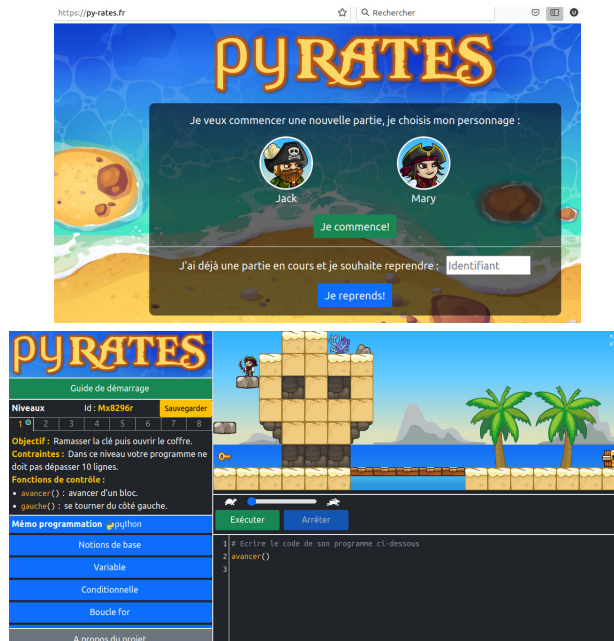 https://py-rates.fr
Rechercher
PYRATES
Je veux commencer une nouvelle partie, je choisis mon personnage :
Jack
Mary
Je commence!
J'ai déjà une partie en cours et je souhaite reprendre :
Identifiant
Je reprends!
PYRATES
Guide de démarrage
Niveaux
Id : Mx8296r
Sauvegarder
1 2 3 4 5 6 7 8
Objectif : Ramasser la clé puis ouvrir le coffre.
Contraintes : Dans ce niveau votre programme ne
doit pas dépasser 10 lignes.
Fonctions de contrôle :
• avancer() : avancer d'un bloc.
• gauche() : se tourner du côté gauche.
Mémo programmation python
Notions de base
Variable
Conditionnelle
Boucle for
A propos du projet
Exécuter
Arrêter
1 # Ecrire le code de son programme ci-dessous
2 avancer()
3